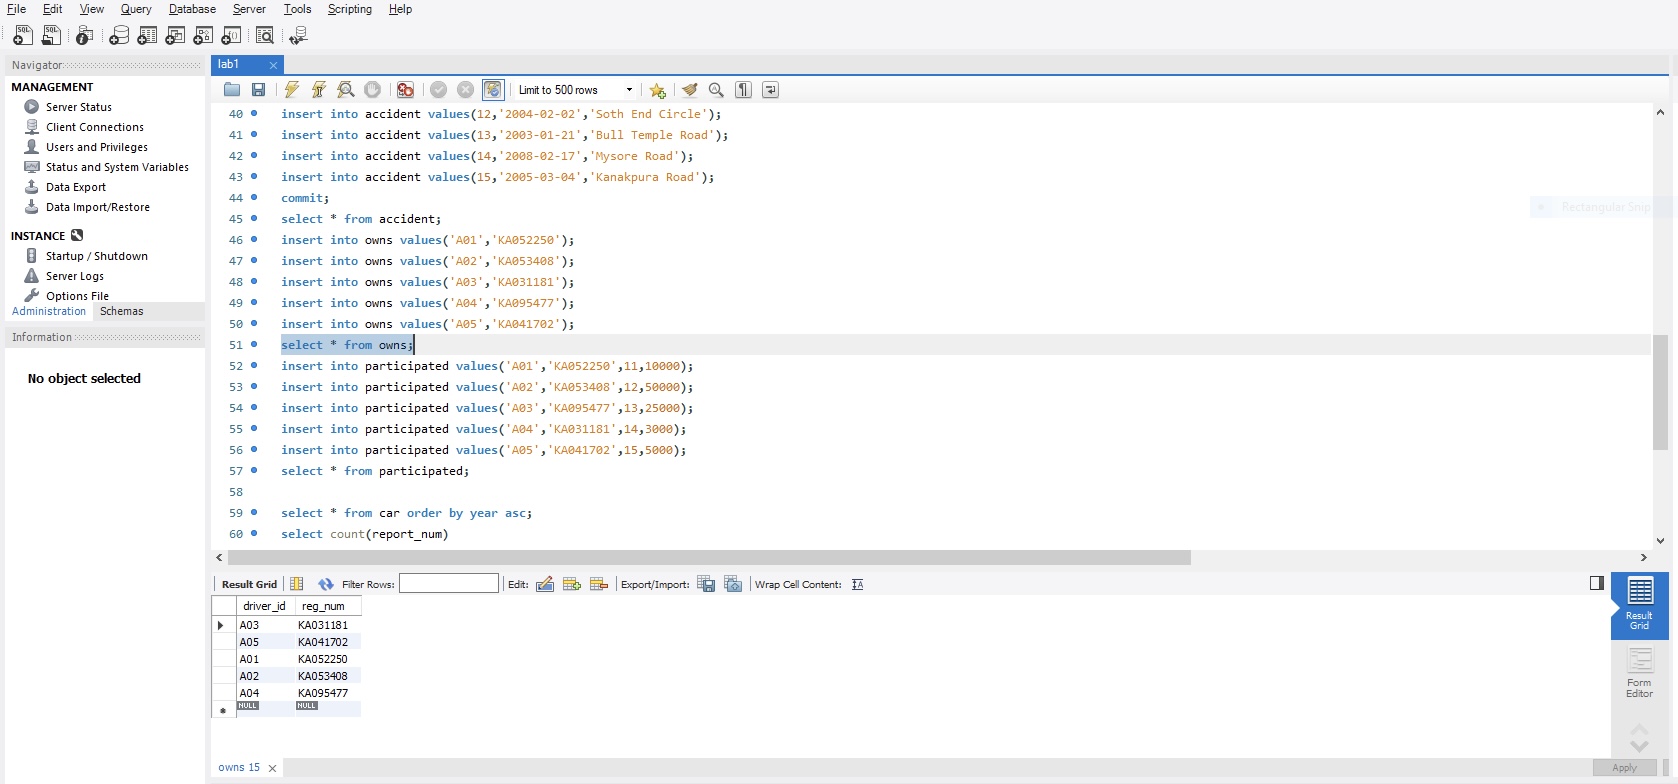 File Edit View Query Database Server Tools Scripting Help
Navigator
MANAGEMENT
Server Status
Client Connections
Users and Privileges
Status and System Variables
Data Export
Data Import/Restore
INSTANCE
Startup / Shutdown
Server Logs
Options File
Administration Schemas
Information
No object selected
lab1
Limit to 500 rows
40 insert into accident values(12,'2004-02-02','Soth End Circle');
41 insert into accident values(13,'2003-01-21','Bull Temple Road');
42 insert into accident values(14,'2008-02-17','Mysore Road');
43 insert into accident values(15,'2005-03-04','Kanakpura Road');
44 commit;
45 select * from accident;
46 insert into owns values('A01','KA052250');
47 insert into owns values('A02','KA053408');
48 insert into owns values('A03','KA031181');
49 insert into owns values('A04','KA095477');
50 insert into owns values('A05','KA041702');
51 select * from owns;
52 insert into participated values('A01','KA052250',11,10000);
53 insert into participated values('A02','KA053408',12,50000);
54 insert into participated values('A03','KA095477',13,25000);
55 insert into participated values('A04','KA031181',14,3000);
56 insert into participated values('A05','KA041702',15,5000);
57 select * from participated;
58
59 select * from car order by year asc;
60 select count(report_num)
Rectangular Snip
Result Grid Filter Rows: Edit: Export/Import: Wrap Cell Content:
driver_id reg_num
A03 KA031181
A05 KA041702
A01 KA052250
A02 KA053408
A04 KA095477
NULL NULL
Result
Grid
Form
Editor
owns 15
Apply